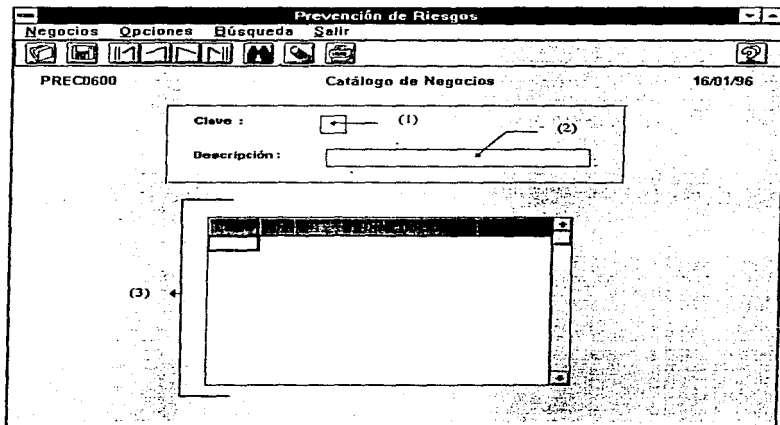 Prevención de Riesgos
Negocios Opciones Búsqueda Salir
PREC0600 Catálogo de Negocios 16/01/96
Clave : (1)
(2)
Descripción :
(3)